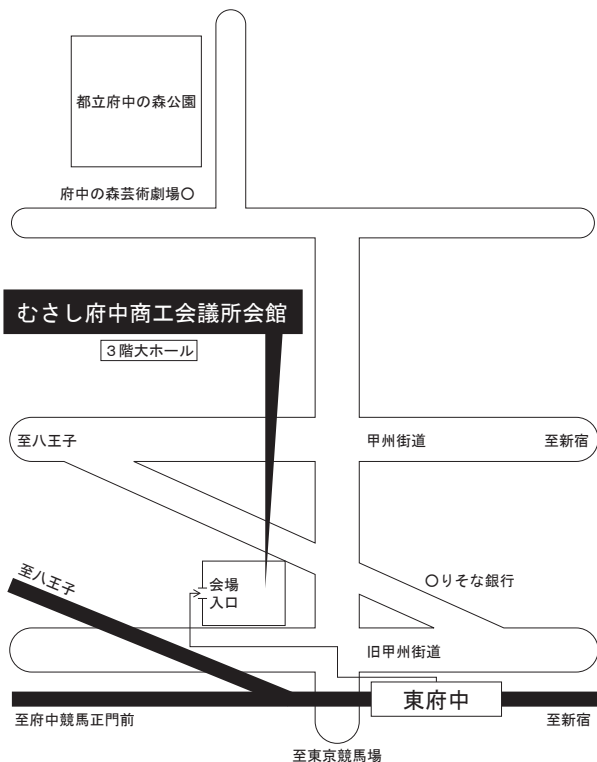 都立府中の森公園
府中の森芸術劇場○
むさし府中商工会議所会館
３階大ホール
至八王子
甲州街道
至新宿
至八王子
会場
入口
○りそな銀行
旧甲州街道
東府中
至府中競馬正門前
至新宿
至東京競馬場